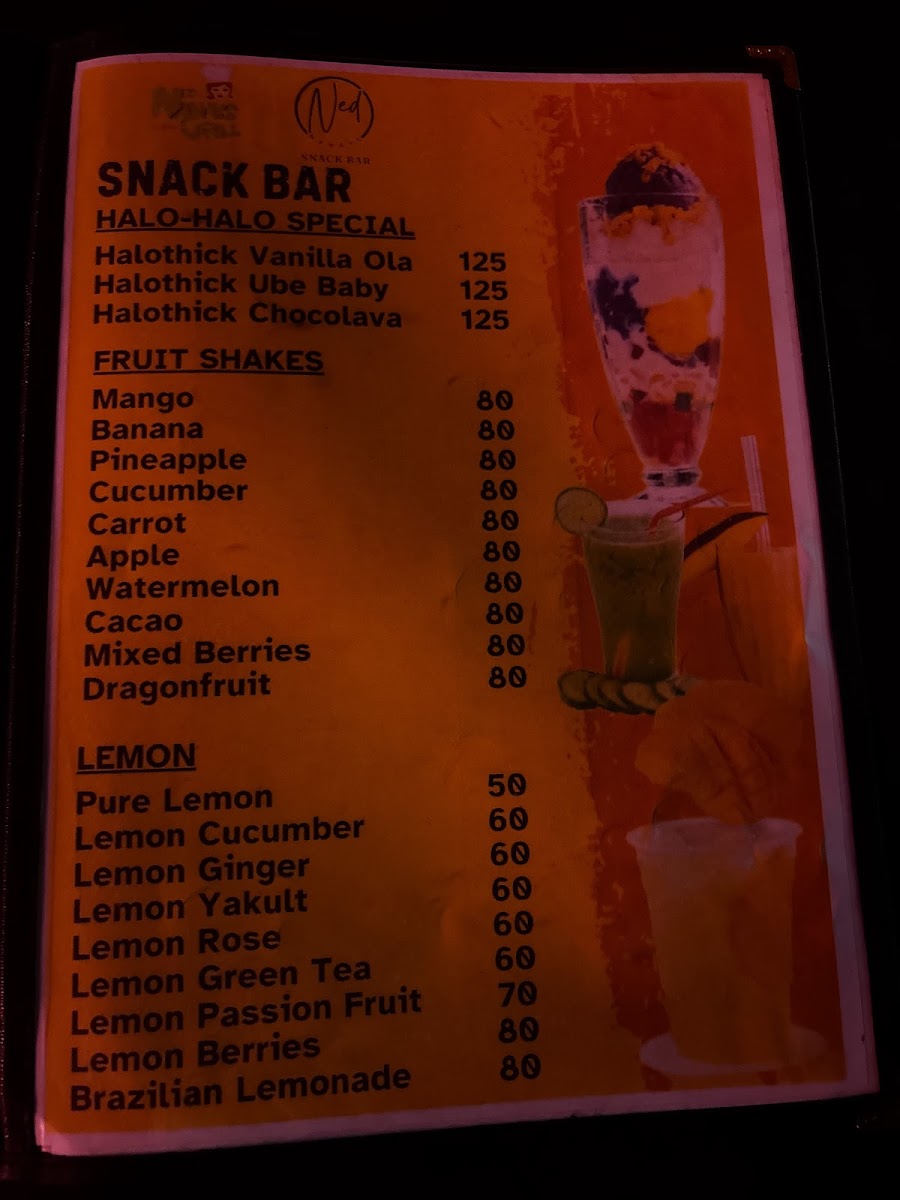 Ned
SNACK BAR
SNACK BAR
HALO-HALO SPECIAL
Halothick Vanilla Ola 125
Halothick Ube Baby 125
Halothick Chocolava 125
FRUIT SHAKES
Mango 80
Banana 80
Pineapple 80
Cucumber 80
Carrot 80
Apple 80
Watermelon 80
Cacao 80
Mixed Berries 80
Dragonfruit 80
LEMON
Pure Lemon 50
Lemon Cucumber 60
Lemon Ginger 60
Lemon Yakult 60
Lemon Rose 60
Lemon Green Tea 60
Lemon Passion Fruit 70
Lemon Berries 80
Brazilian Lemonade 80